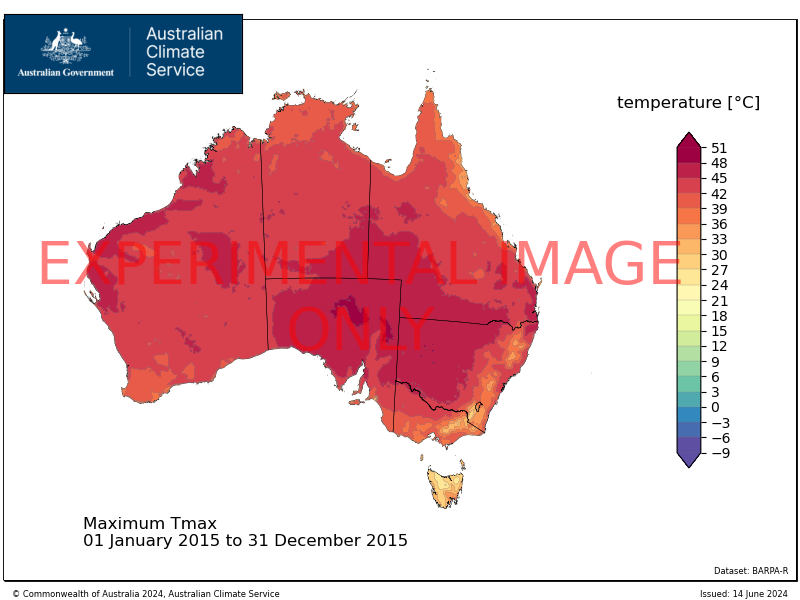 Australian Government
Australian
Climate
Service
temperature [°C]
51
48
45
42
39
36
33
30
27
24
21
18
15
12
9
6
3
0
−3
−6
−9
EXPERIMENTAL IMAGE
ONLY
Maximum Tmax
01 January 2015 to 31 December 2015
Dataset: BARPA-R
© Commonwealth of Australia 2024, Australian Climate Service
Issued: 14 June 2024